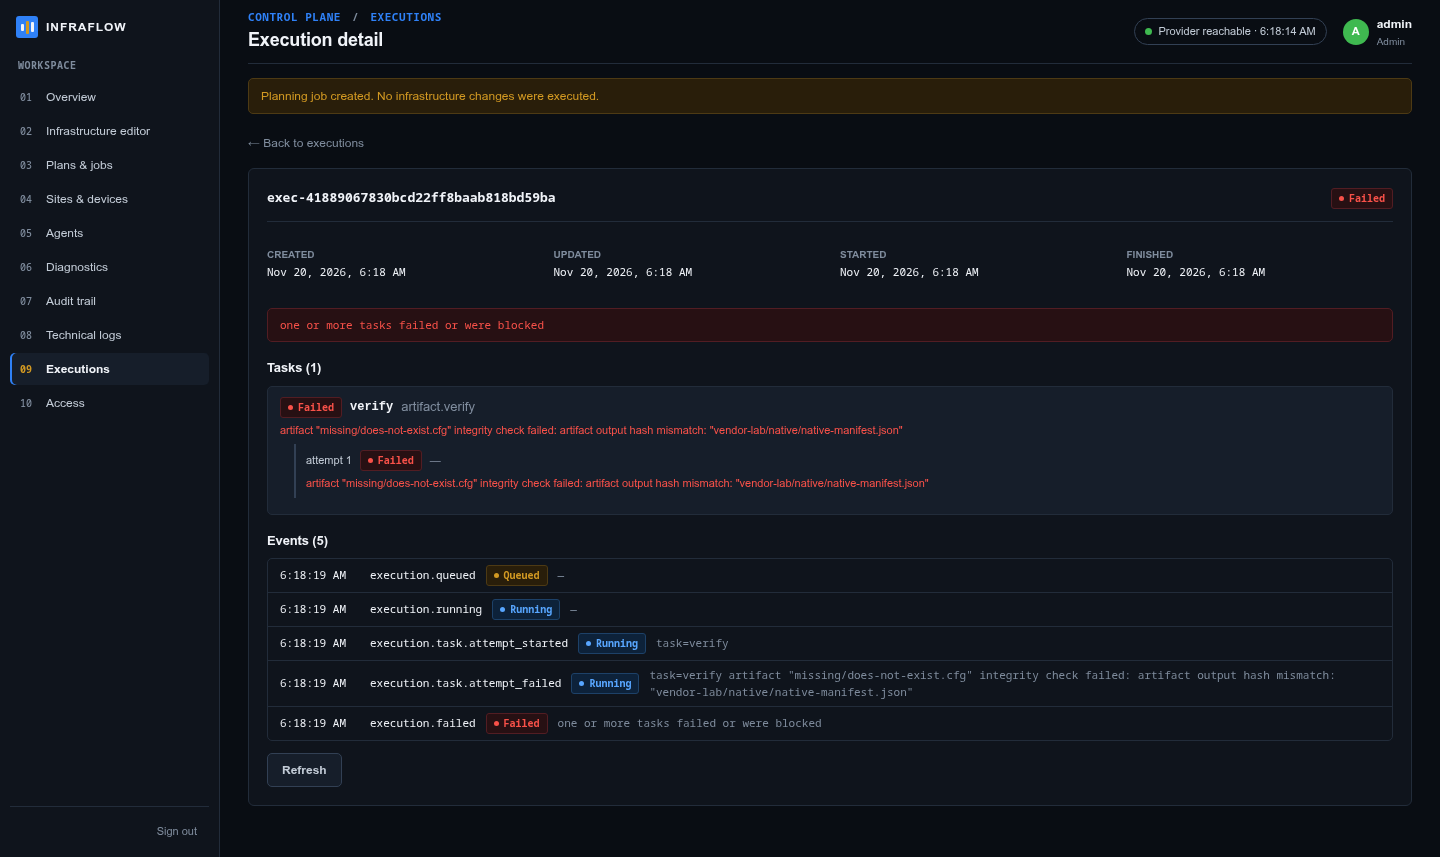 INFRAFLOW
WORKSPACE
01 Overview
02 Infrastructure editor
03 Plans & jobs
04 Sites & devices
05 Agents
06 Diagnostics
07 Audit trail
08 Technical logs
09 Executions
10 Access
Sign out
CONTROL PLANE / EXECUTIONS
Execution detail
Provider reachable · 6:18:14 AM
A
admin
Admin
Planning job created. No infrastructure changes were executed.
← Back to executions
exec-41889067830bcd22ff8baab818bd59ba
Failed
CREATED
Nov 20, 2026, 6:18 AM
UPDATED
Nov 20, 2026, 6:18 AM
STARTED
Nov 20, 2026, 6:18 AM
FINISHED
Nov 20, 2026, 6:18 AM
one or more tasks failed or were blocked
Tasks (1)
Failed verify artifact.verify
artifact "missing/does-not-exist.cfg" integrity check failed: artifact output hash mismatch: "vendor-lab/native/native-manifest.json"
attempt 1 Failed —
artifact "missing/does-not-exist.cfg" integrity check failed: artifact output hash mismatch: "vendor-lab/native/native-manifest.json"
Events (5)
6:18:19 AM execution.queued Queued —
6:18:19 AM execution.running Running —
6:18:19 AM execution.task.attempt_started Running task=verify
6:18:19 AM execution.task.attempt_failed Running task=verify artifact "missing/does-not-exist.cfg" integrity check failed: artifact output hash mismatch:
"vendor-lab/native/native-manifest.json"
6:18:19 AM execution.failed Failed one or more tasks failed or were blocked
Refresh